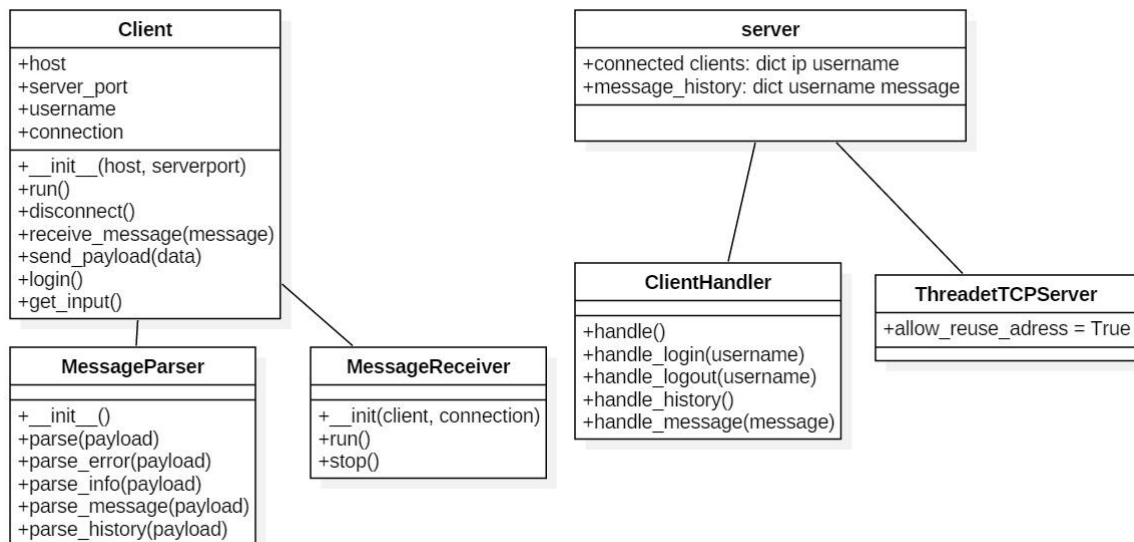 Client
+host
+server_port
+username
+connection
+__init__(host, serverport)
+run()
+disconnect()
+receive_message(message)
+send_payload(data)
+login()
+get_input()
MessageParser
+__init__()
+parse(payload)
+parse_error(payload)
+parse_info(payload)
+parse_message(payload)
+parse_history(payload)
MessageReceiver
+__init(client, connection)
+run()
+stop()
server
+connected clients: dict ip username
+message_history: dict username message
ClientHandler
+handle()
+handle_login(username)
+handle_logout(username)
+handle_history()
+handle_message(message)
ThreadetTCPServer
+allow_reuse_adress = True